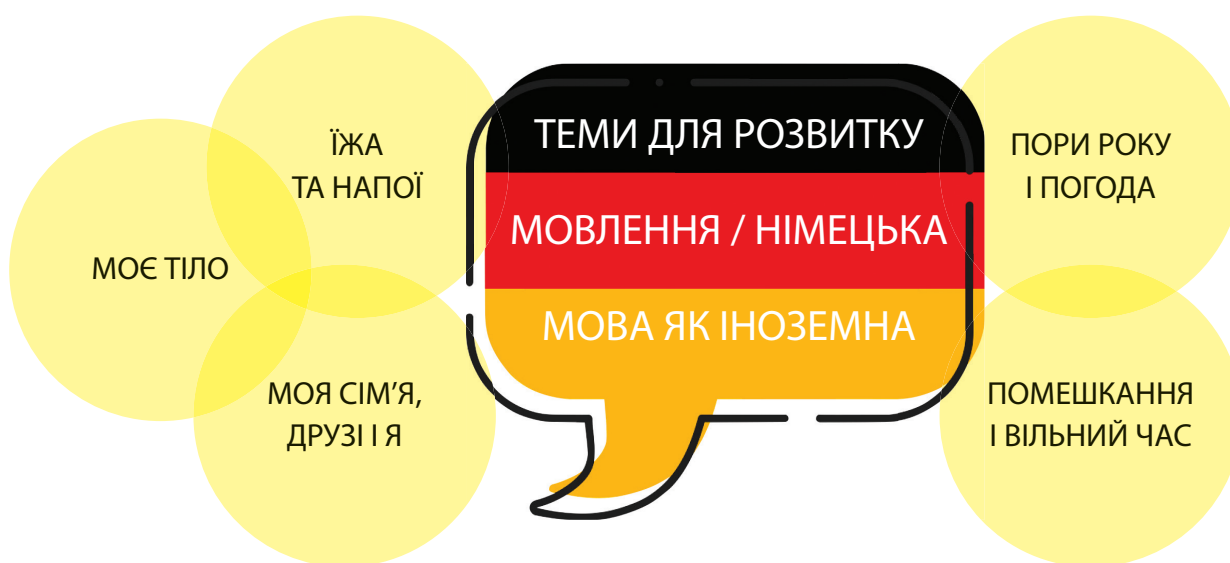 ТЕМИ ДЛЯ РОЗВИТКУ
МОВЛЕННЯ / НІМЕЦЬКА
МОВА ЯК ІНОЗЕМНА
ЇЖА
ТА НАПОЇ
МОЄ ТІЛО
МОЯ СІМ’Я,
ДРУЗІ І Я
ПОРИ РОКУ
І ПОГОДА
ПОМЕШКАННЯ
І ВІЛЬНИЙ ЧАС